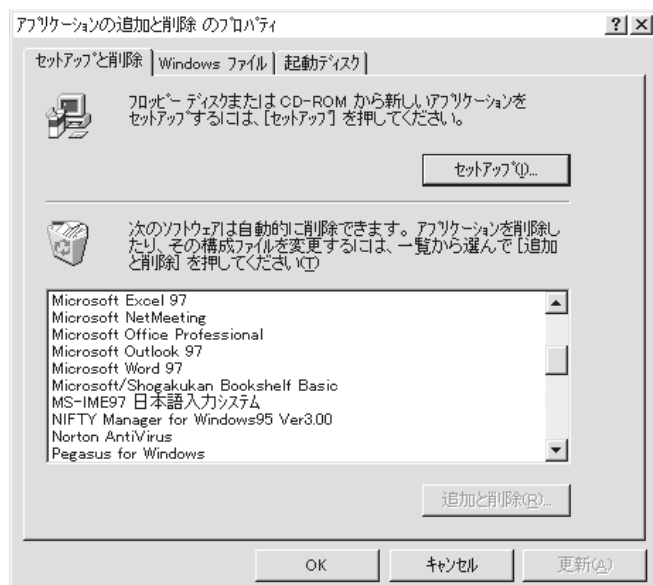 アプリケーションの追加と削除 のプロパティ
? ×
セットアップと削除 Windows ファイル 起動ディスク
フロッピー ディスクまたは CD-ROM から新しいアプリケーションを
セットアップするには、[セットアップ] を押してください。
セットアップ(I)...
次のソフトウェアは自動的に削除できます。アプリケーションを削除し
たり、その構成ファイルを変更するには、一覧から選んで [追加
と削除] を押してください(T)
Microsoft Excel 97
Microsoft NetMeeting
Microsoft Office Professional
Microsoft Outlook 97
Microsoft Word 97
Microsoft/Shogakukan Bookshelf Basic
MS-IME97 日本語入力システム
NIFTY Manager for Windows95 Ver3.00
Norton AntiVirus
Pegasus for Windows
追加と削除(R)...
OK キャンセル 更新(A)